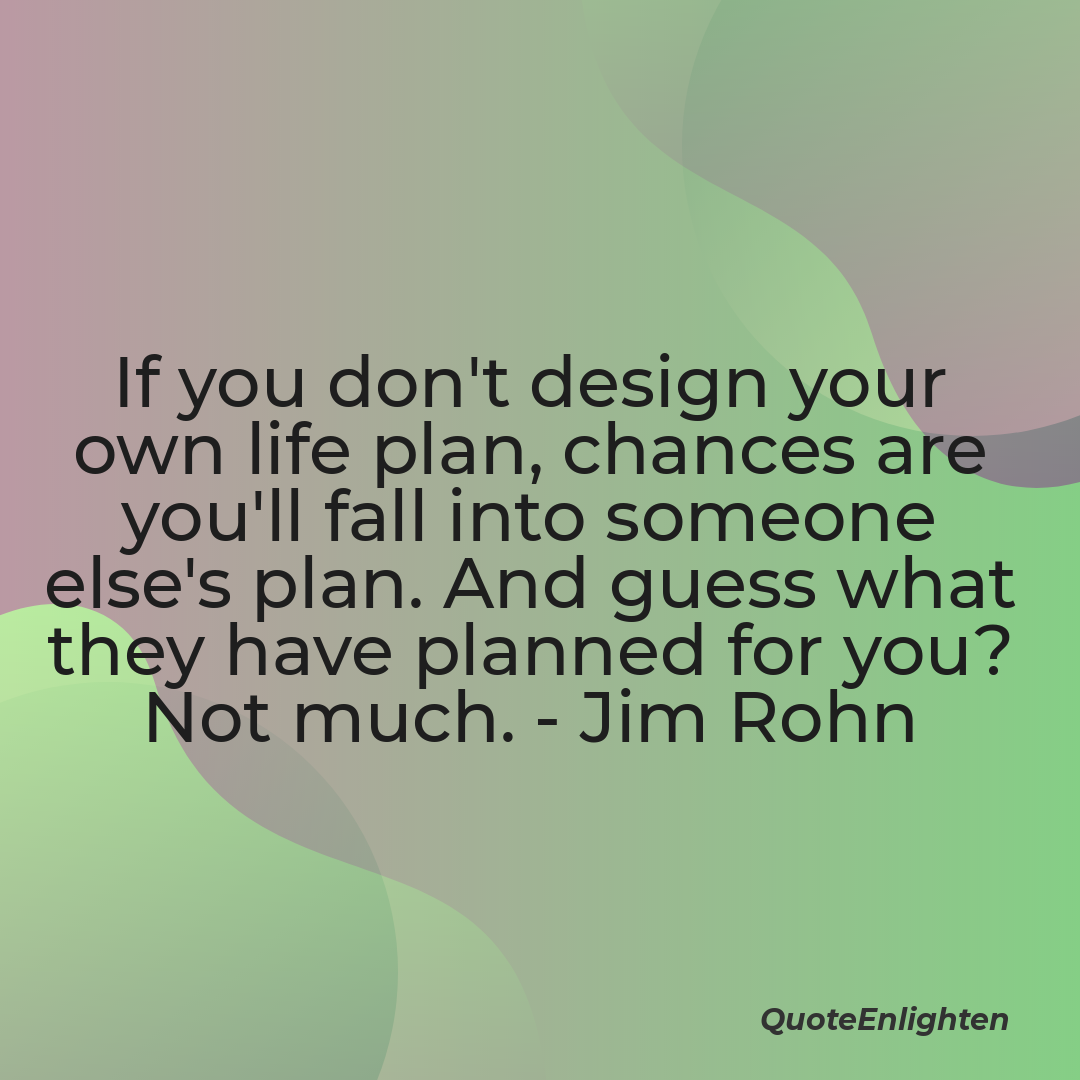 If you don't design your
own life plan, chances are
you'll fall into someone
else's plan. And guess what
they have planned for you?
Not much. - Jim Rohn
QuoteEnlighten